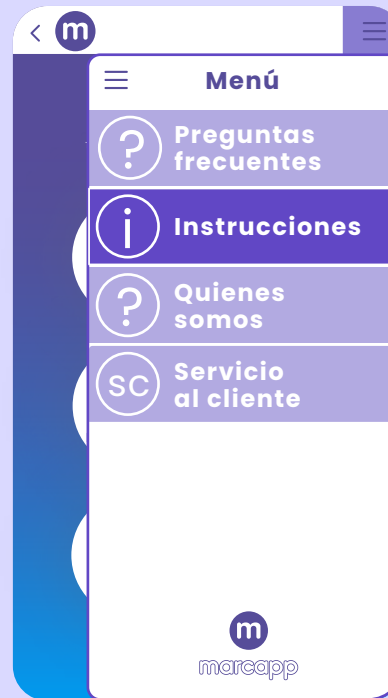 m
Menú
?
Preguntas
frecuentes
i
Instrucciones
?
Quienes
somos
SC
Servicio
al cliente
m
marcapp